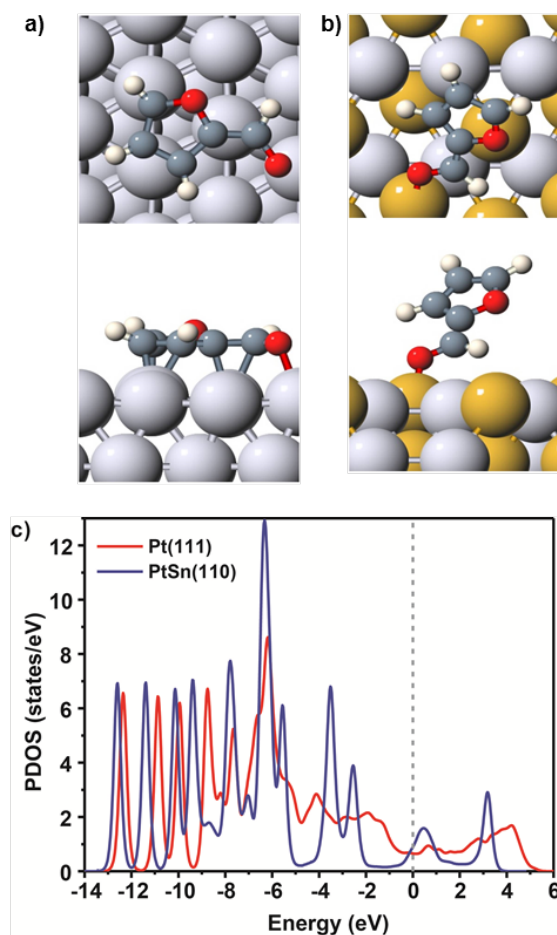 a)
b)
c)
Pt(111)
PtSn(110)
PDOS (states/eV)
12
10
8
6
4
2
0
-14 -12 -10 -8 -6 -4 -2 0 2 4 6
Energy (eV)